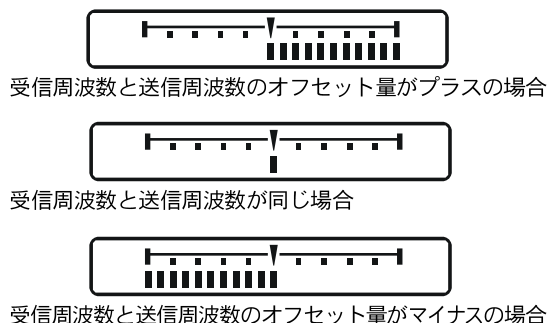 受信周波数と送信周波数のオフセット量がプラスの場合
受信周波数と送信周波数が同じ場合
受信周波数と送信周波数のオフセット量がマイナスの場合